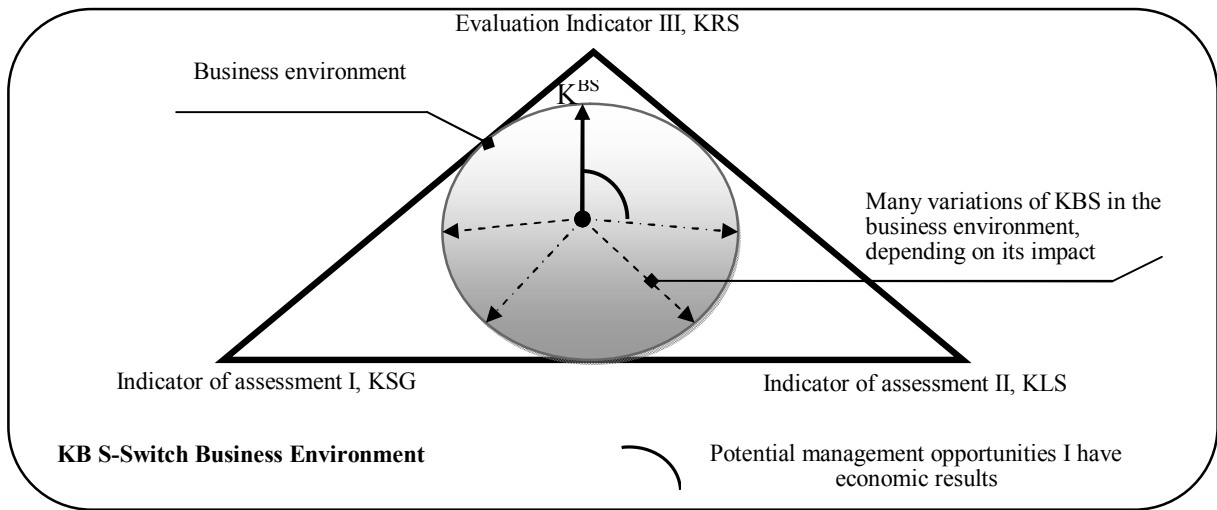 Evaluation Indicator III, KRS
Business environment
K^BS
Many variations of KBS in the
business environment,
depending on its impact
Indicator of assessment I, KSG
Indicator of assessment II, KLS
KB S-Switch Business Environment
Potential management opportunities I have
economic results